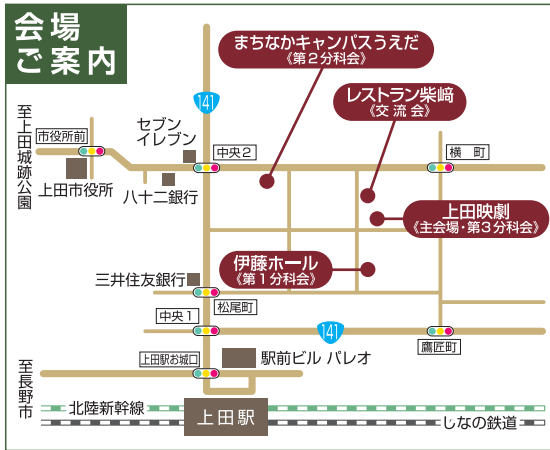 会場
ご案内
まちなかキャンパスうえだ
《第2分科会》
141
レストラン柴﨑
《交流会》
至上田城跡公園
市役所前
セブン
イレブン
中央2
横町
上田市役所
八十二銀行
上田映劇
《主会場・第3分科会》
伊藤ホール
《第1分科会》
三井住友銀行
松尾町
中央1
141
鷹匠町
至長野市
上田駅お城口
駅前ビル パレオ
北陸新幹線
上田駅
しなの鉄道